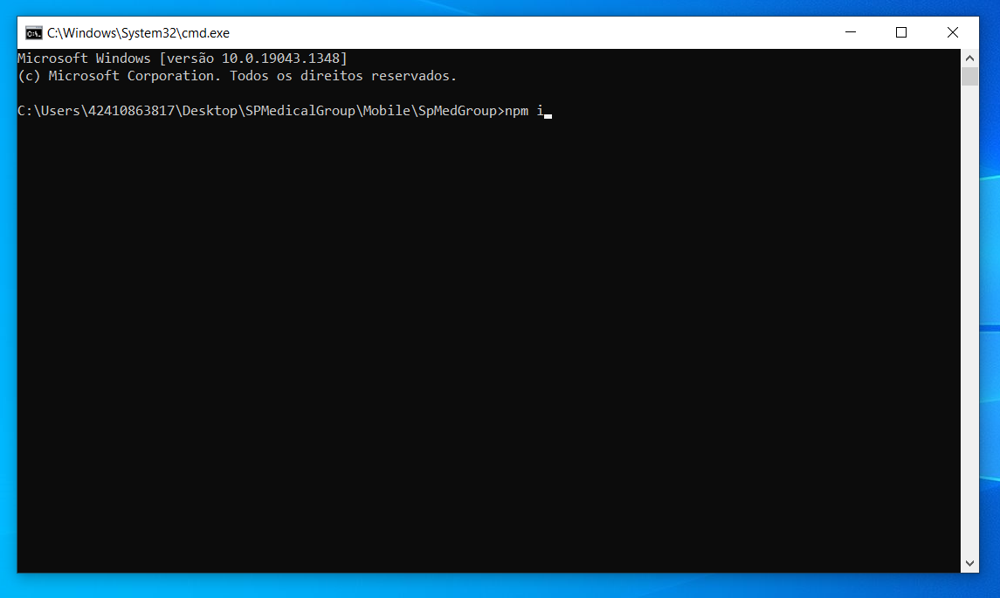 C:\Windows\System32\cmd.exe
Microsoft Windows [versão 10.0.19043.1348]
(c) Microsoft Corporation. Todos os direitos reservados.
C:\Users\42410863817\Desktop\SPMedicalGroup\Mobile\SpMedGroup>npm i